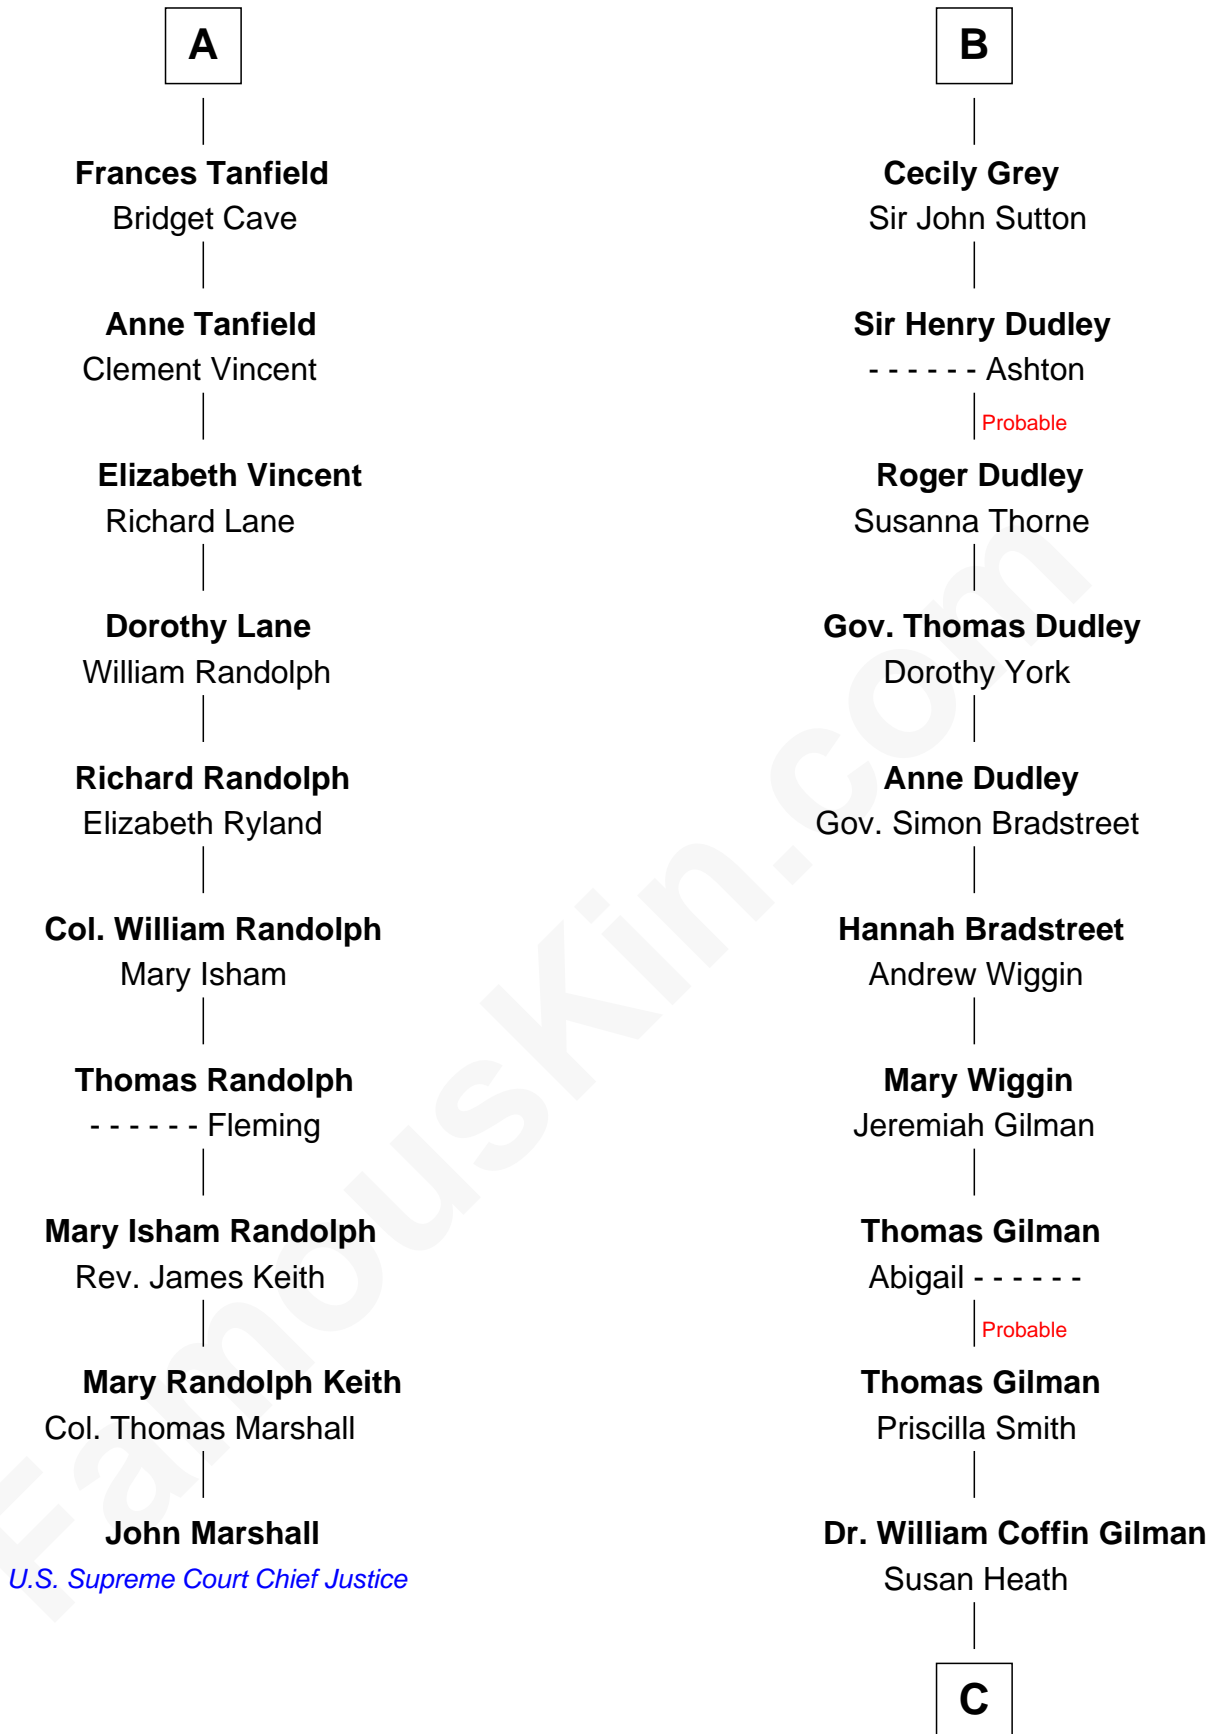 A
Frances Tanfield
Bridget Cave
Anne Tanfield
Clement Vincent
Elizabeth Vincent
Richard Lane
Dorothy Lane
William Randolph
Richard Randolph
Elizabeth Ryland
Col. William Randolph
Mary Isham
Thomas Randolph
- - - - - - Fleming
Mary Isham Randolph
Rev. James Keith
Mary Randolph Keith
Col. Thomas Marshall
John Marshall
U.S. Supreme Court Chief Justice
B
Cecily Grey
Sir John Sutton
Sir Henry Dudley
- - - - - - Ashton
Probable
Roger Dudley
Susanna Thorne
Gov. Thomas Dudley
Dorothy York
Anne Dudley
Gov. Simon Bradstreet
Hannah Bradstreet
Andrew Wiggin
Mary Wiggin
Jeremiah Gilman
Thomas Gilman
Abigail - - - - - -
Probable
Thomas Gilman
Priscilla Smith
Dr. William Coffin Gilman
Susan Heath
C
FamousKin.com